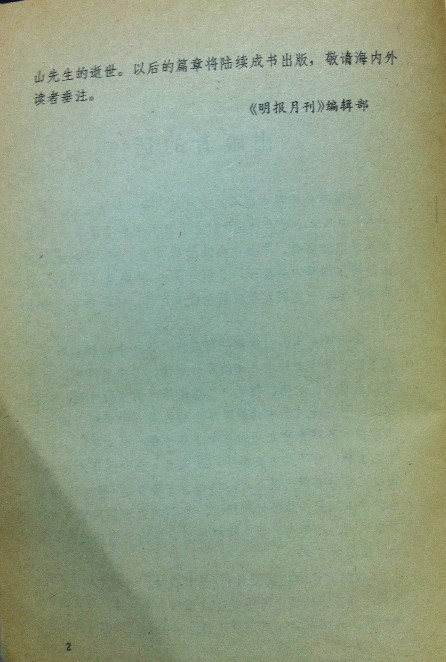 山先生的逝世。以后的篇章将陆续成书出版，敬请海内外
读者垂注。
《明报月刊》编辑部
2